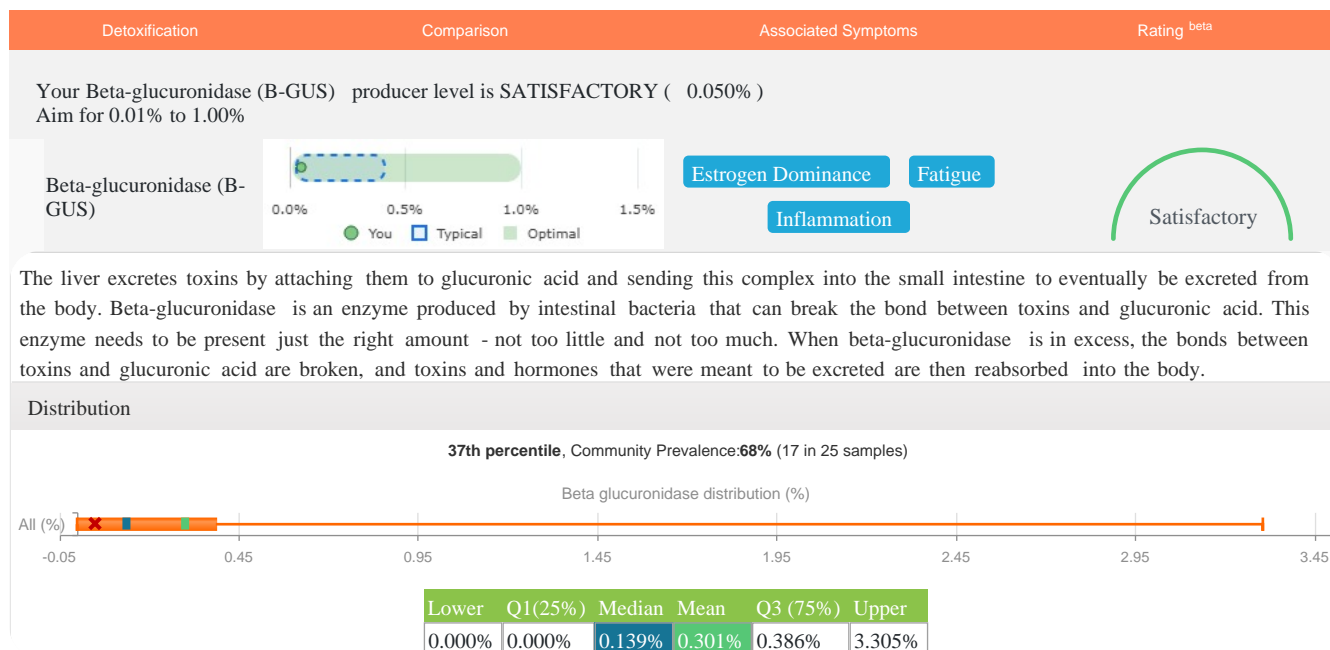 Detoxification Comparison Associated Symptoms Rating beta
Your Beta-glucuronidase (B-GUS) producer level is SATISFACTORY ( 0.050% )
Aim for 0.01% to 1.00%
Beta-glucuronidase (B-
GUS)
0.0% 0.5% 1.0% 1.5%
You Typical Optimal
Estrogen Dominance Fatigue
Inflammation
Satisfactory
The liver excretes toxins by attaching them to glucuronic acid and sending this complex into the small intestine to eventually be excreted from
the body. Beta-glucuronidase is an enzyme produced by intestinal bacteria that can break the bond between toxins and glucuronic acid. This
enzyme needs to be present just the right amount - not too little and not too much. When beta-glucuronidase is in excess, the bonds between
toxins and glucuronic acid are broken, and toxins and hormones that were meant to be excreted are then reabsorbed into the body.
Distribution
37th percentile, Community Prevalence:68% (17 in 25 samples)
Beta glucuronidase distribution (%)
All (%)
-0.05 0.45 0.95 1.45 1.95 2.45 2.95 3.45
Lower Q1(25%) Median Mean Q3 (75%) Upper
0.000% 0.000% 0.139% 0.301% 0.386% 3.305%